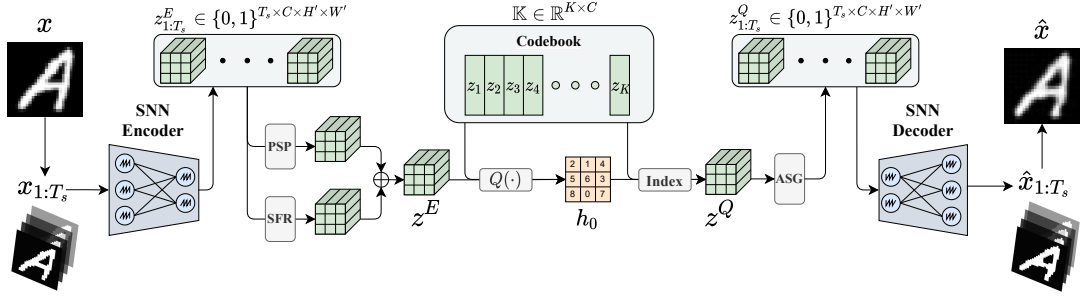 x
x_{1:T_s}
SNN
Encoder
z^E_{1:T_s} ∈ {0, 1}^{T_s×C×H'×W'}
PSP
SFR
z^E
𝕂 ∈ ℝ^{K×C}
Codebook
z_1 z_2 z_3 z_4 z_K
Q(·)
2 1 4
5 6 3
8 0 7
h_0
Index
z^Q
ASG
z^Q_{1:T_s} ∈ {0, 1}^{T_s×C×H'×W'}
SNN
Decoder
x̂
x̂_{1:T_s}